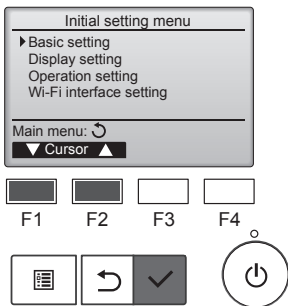 Initial setting menu
Basic setting
Display setting
Operation setting
Wi-Fi interface setting
Main menu:
Cursor
F1 F2 F3 F4